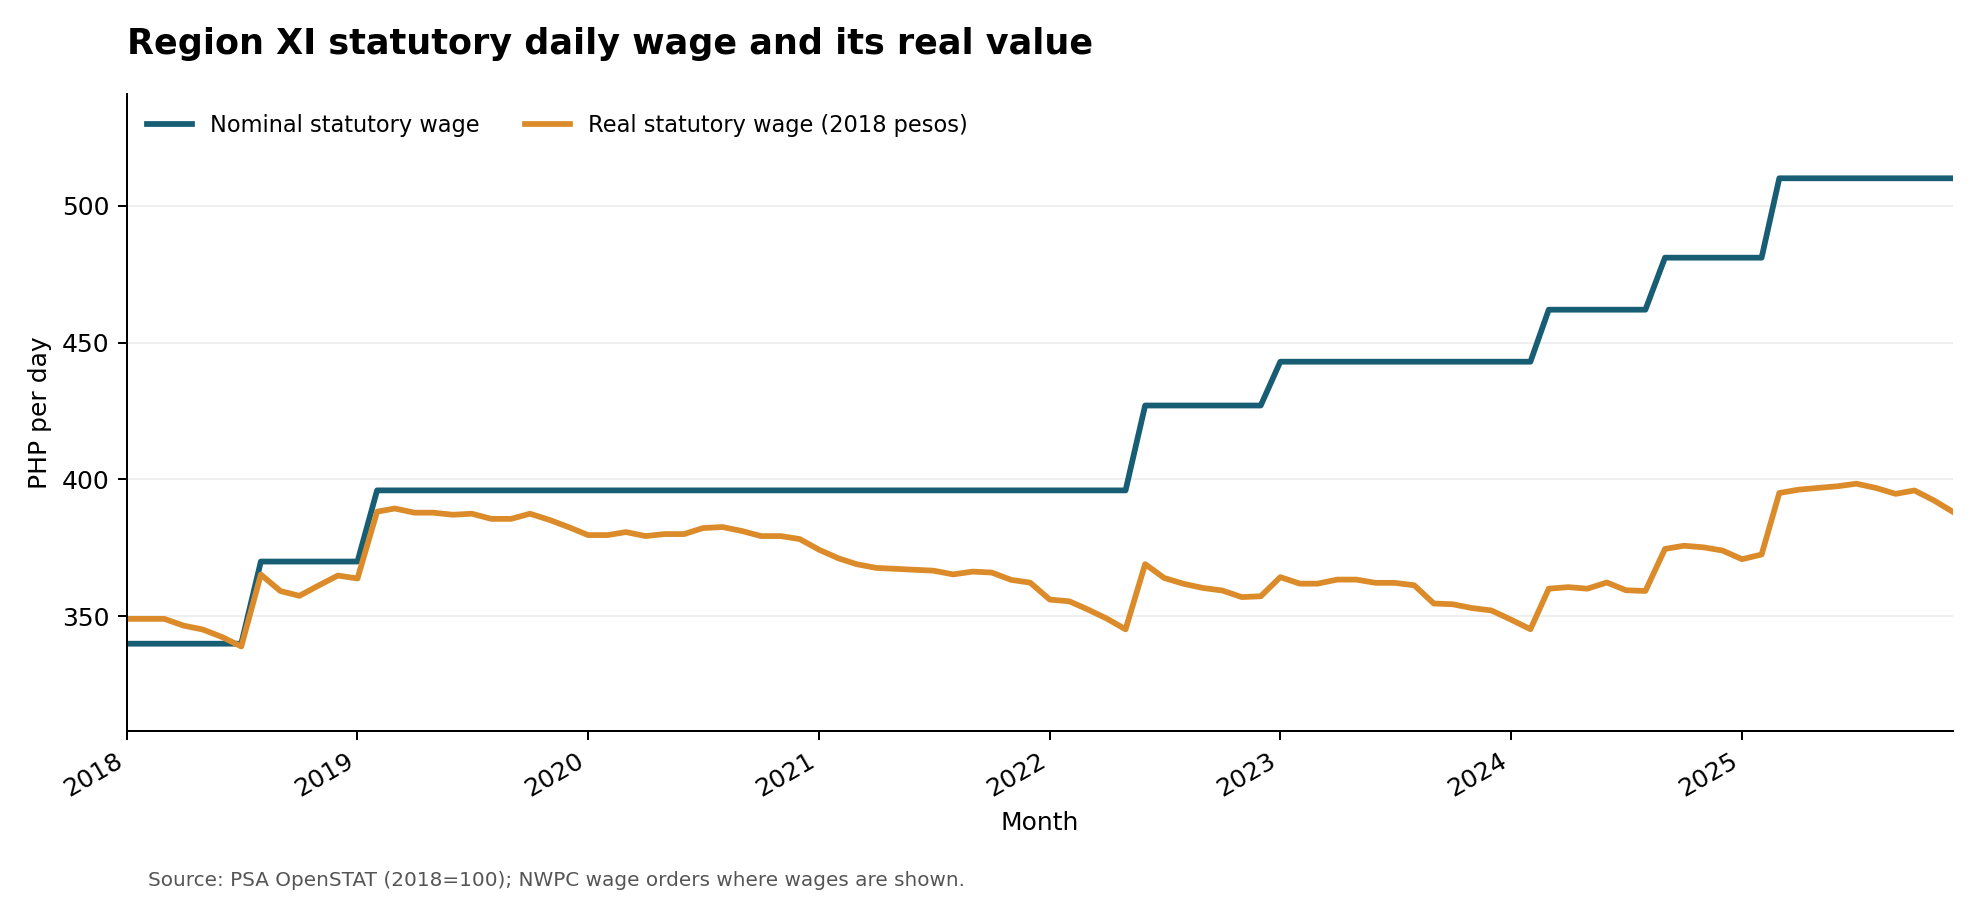 Region XI statutory daily wage and its real value
Nominal statutory wage
Real statutory wage (2018 pesos)
PHP per day
500
450
400
350
2018
2019
2020
2021
2022
2023
2024
2025
Month
Source: PSA OpenSTAT (2018=100); NWPC wage orders where wages are shown.